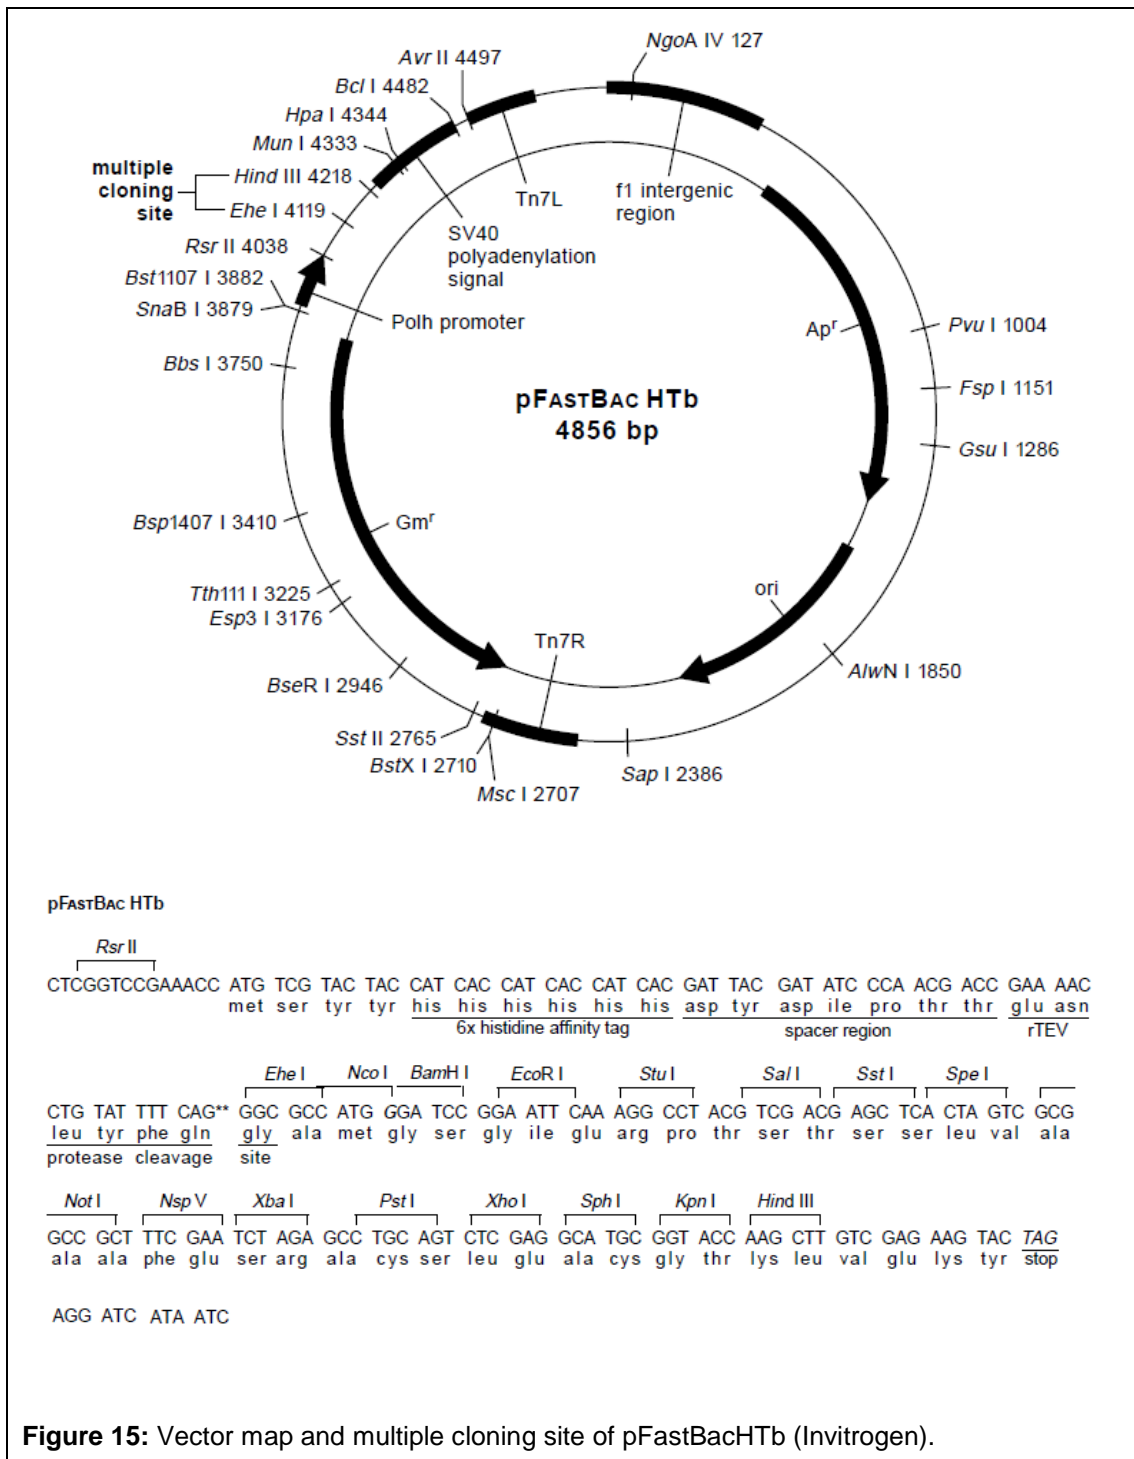 NgoA IV 127
Avr II 4497
Bcl I 4482
Hpa I 4344
Mun I 4333
multiple
cloning
site
Hind III 4218
Ehe I 4119
Rsr II 4038
Bst1107 I 3882
SnaB I 3879
Bbs I 3750
Bsp1407 I 3410
Tth111 I 3225
Esp3 I 3176
BseR I 2946
Sst II 2765
BstX I 2710
Msc I 2707
Sap I 2386
AlwN I 1850
Gsu I 1286
Fsp I 1151
Pvu I 1004
Tn7L
f1 intergenic
region
SV40
polyadenylation
signal
Polh promoter
Apr
pFASTBAC HTb
4856 bp
Gmr
ori
Tn7R
pFASTBAC HTb
Rsr II
CTCGGTCCGAAACC ATG TCG TAC TAC CAT CAC CAT CAC CAT CAC GAT TAC GAT ATC CCA ACG ACC GAA AAC
met ser tyr tyr his his his his his his asp tyr asp ile pro thr thr glu asn
6x histidine affinity tag spacer region rTEV
Ehe I Nco I BamH I EcoR I Stu I Sal I Sst I Spe I
CTG TAT TTT CAG** GGC GCC ATG GGA TCC GGA ATT CAA AGG CCT ACG TCG ACG AGC TCA CTA GTC GCG
leu tyr phe gln gly ala met gly ser gly ile glu arg pro thr ser thr ser ser leu val ala
protease cleavage site
Not I Nsp V Xba I Pst I Xho I Sph I Kpn I Hind III
GCC GCT TTC GAA TCT AGA GCC TGC AGT CTC GAG GCA TGC GGT ACC AAG CTT GTC GAG AAG TAC TAG
ala ala phe glu ser arg ala cys ser leu glu ala cys gly thr lys leu val glu lys tyr stop
AGG ATC ATA ATC
Figure 15: Vector map and multiple cloning site of pFastBacHTb (Invitrogen).